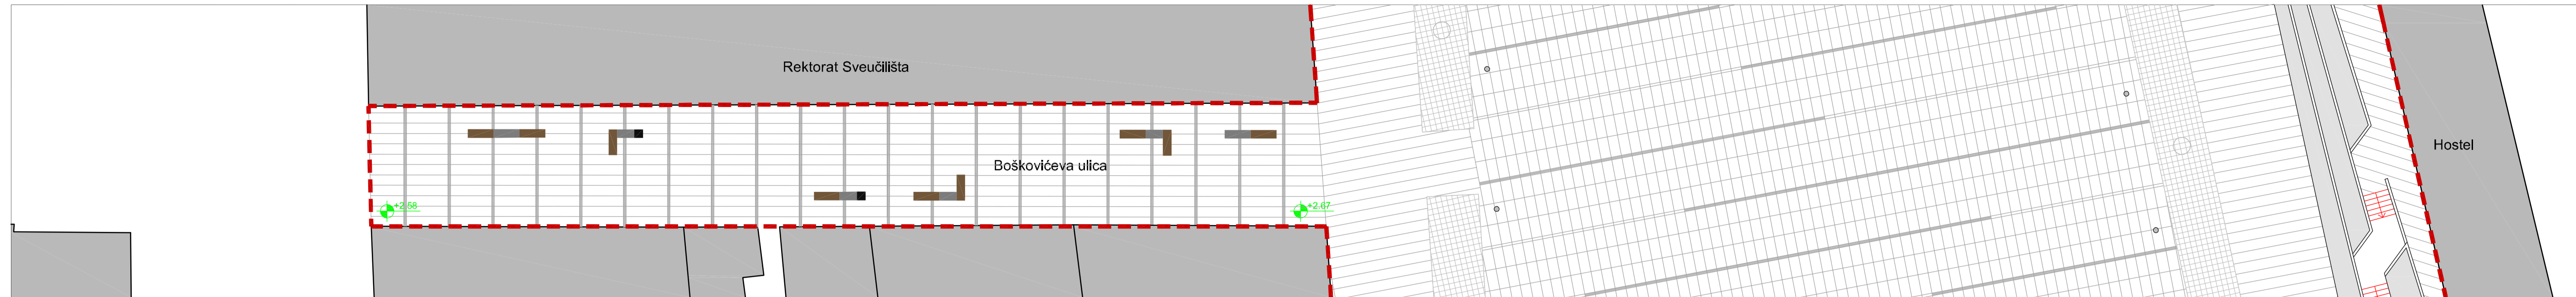 Rektorat Sveučilišta
Hostel
Boškovićeva ulica
+2.58
+2.67